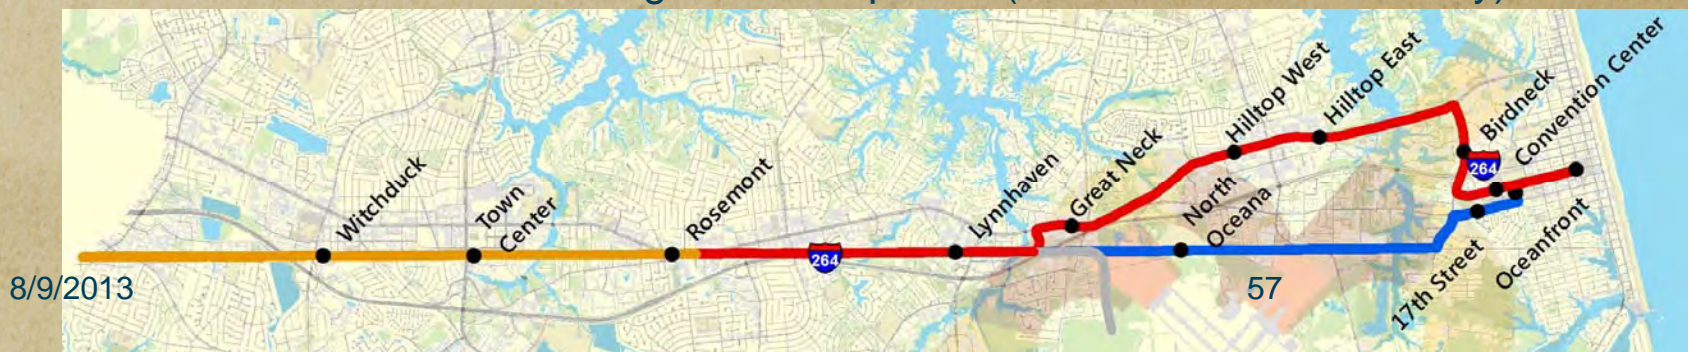 Witchduck
Town
Center
Rosemont
264
Lynnhaven
Great Neck
Hilltop West
Hilltop East
North
Oceana
Birdneck
264
Convention Center
17th Street
Oceanfront
8/9/2013
57